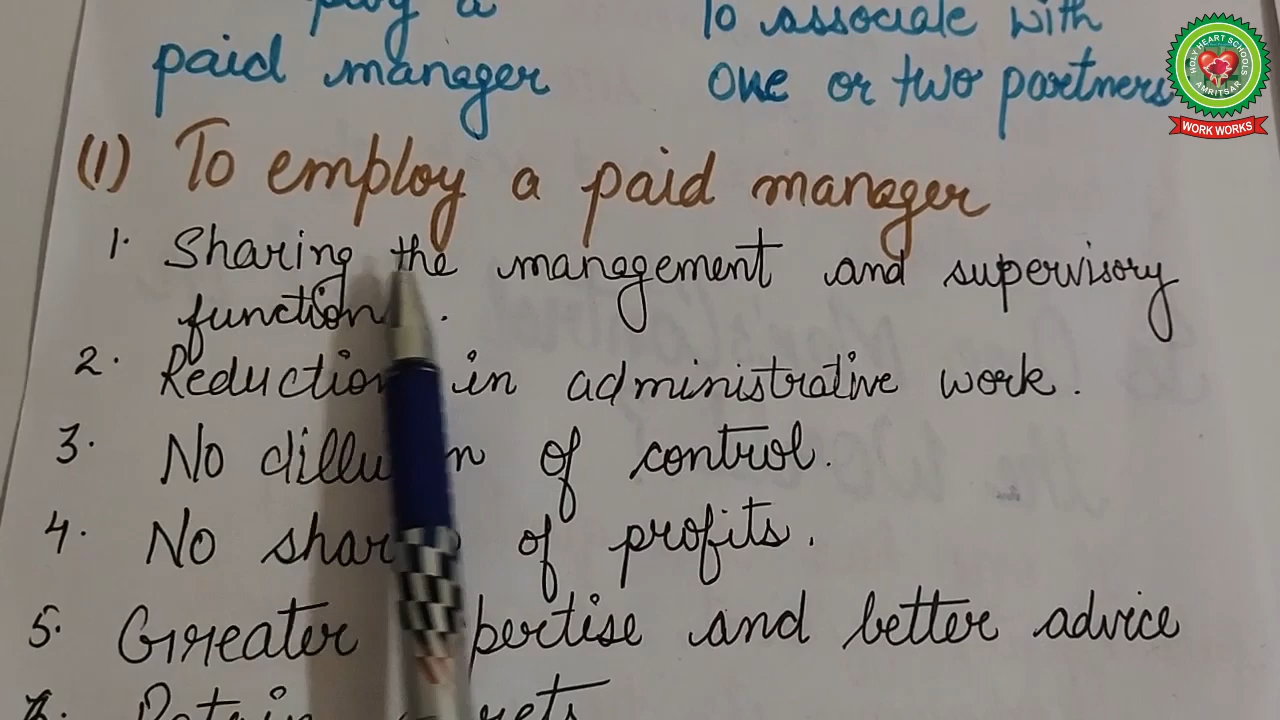 a
To associate with
paid manager
one or two partners
(1) To employ a paid manager
1. Sharing the management and supervisory
function .
2. Reduction in administrative work.
3. No of control.
4. No of profits.
5. Greater and better advice
HOLY HEART SCHOOLS
AMRITSAR
WORK WORKS